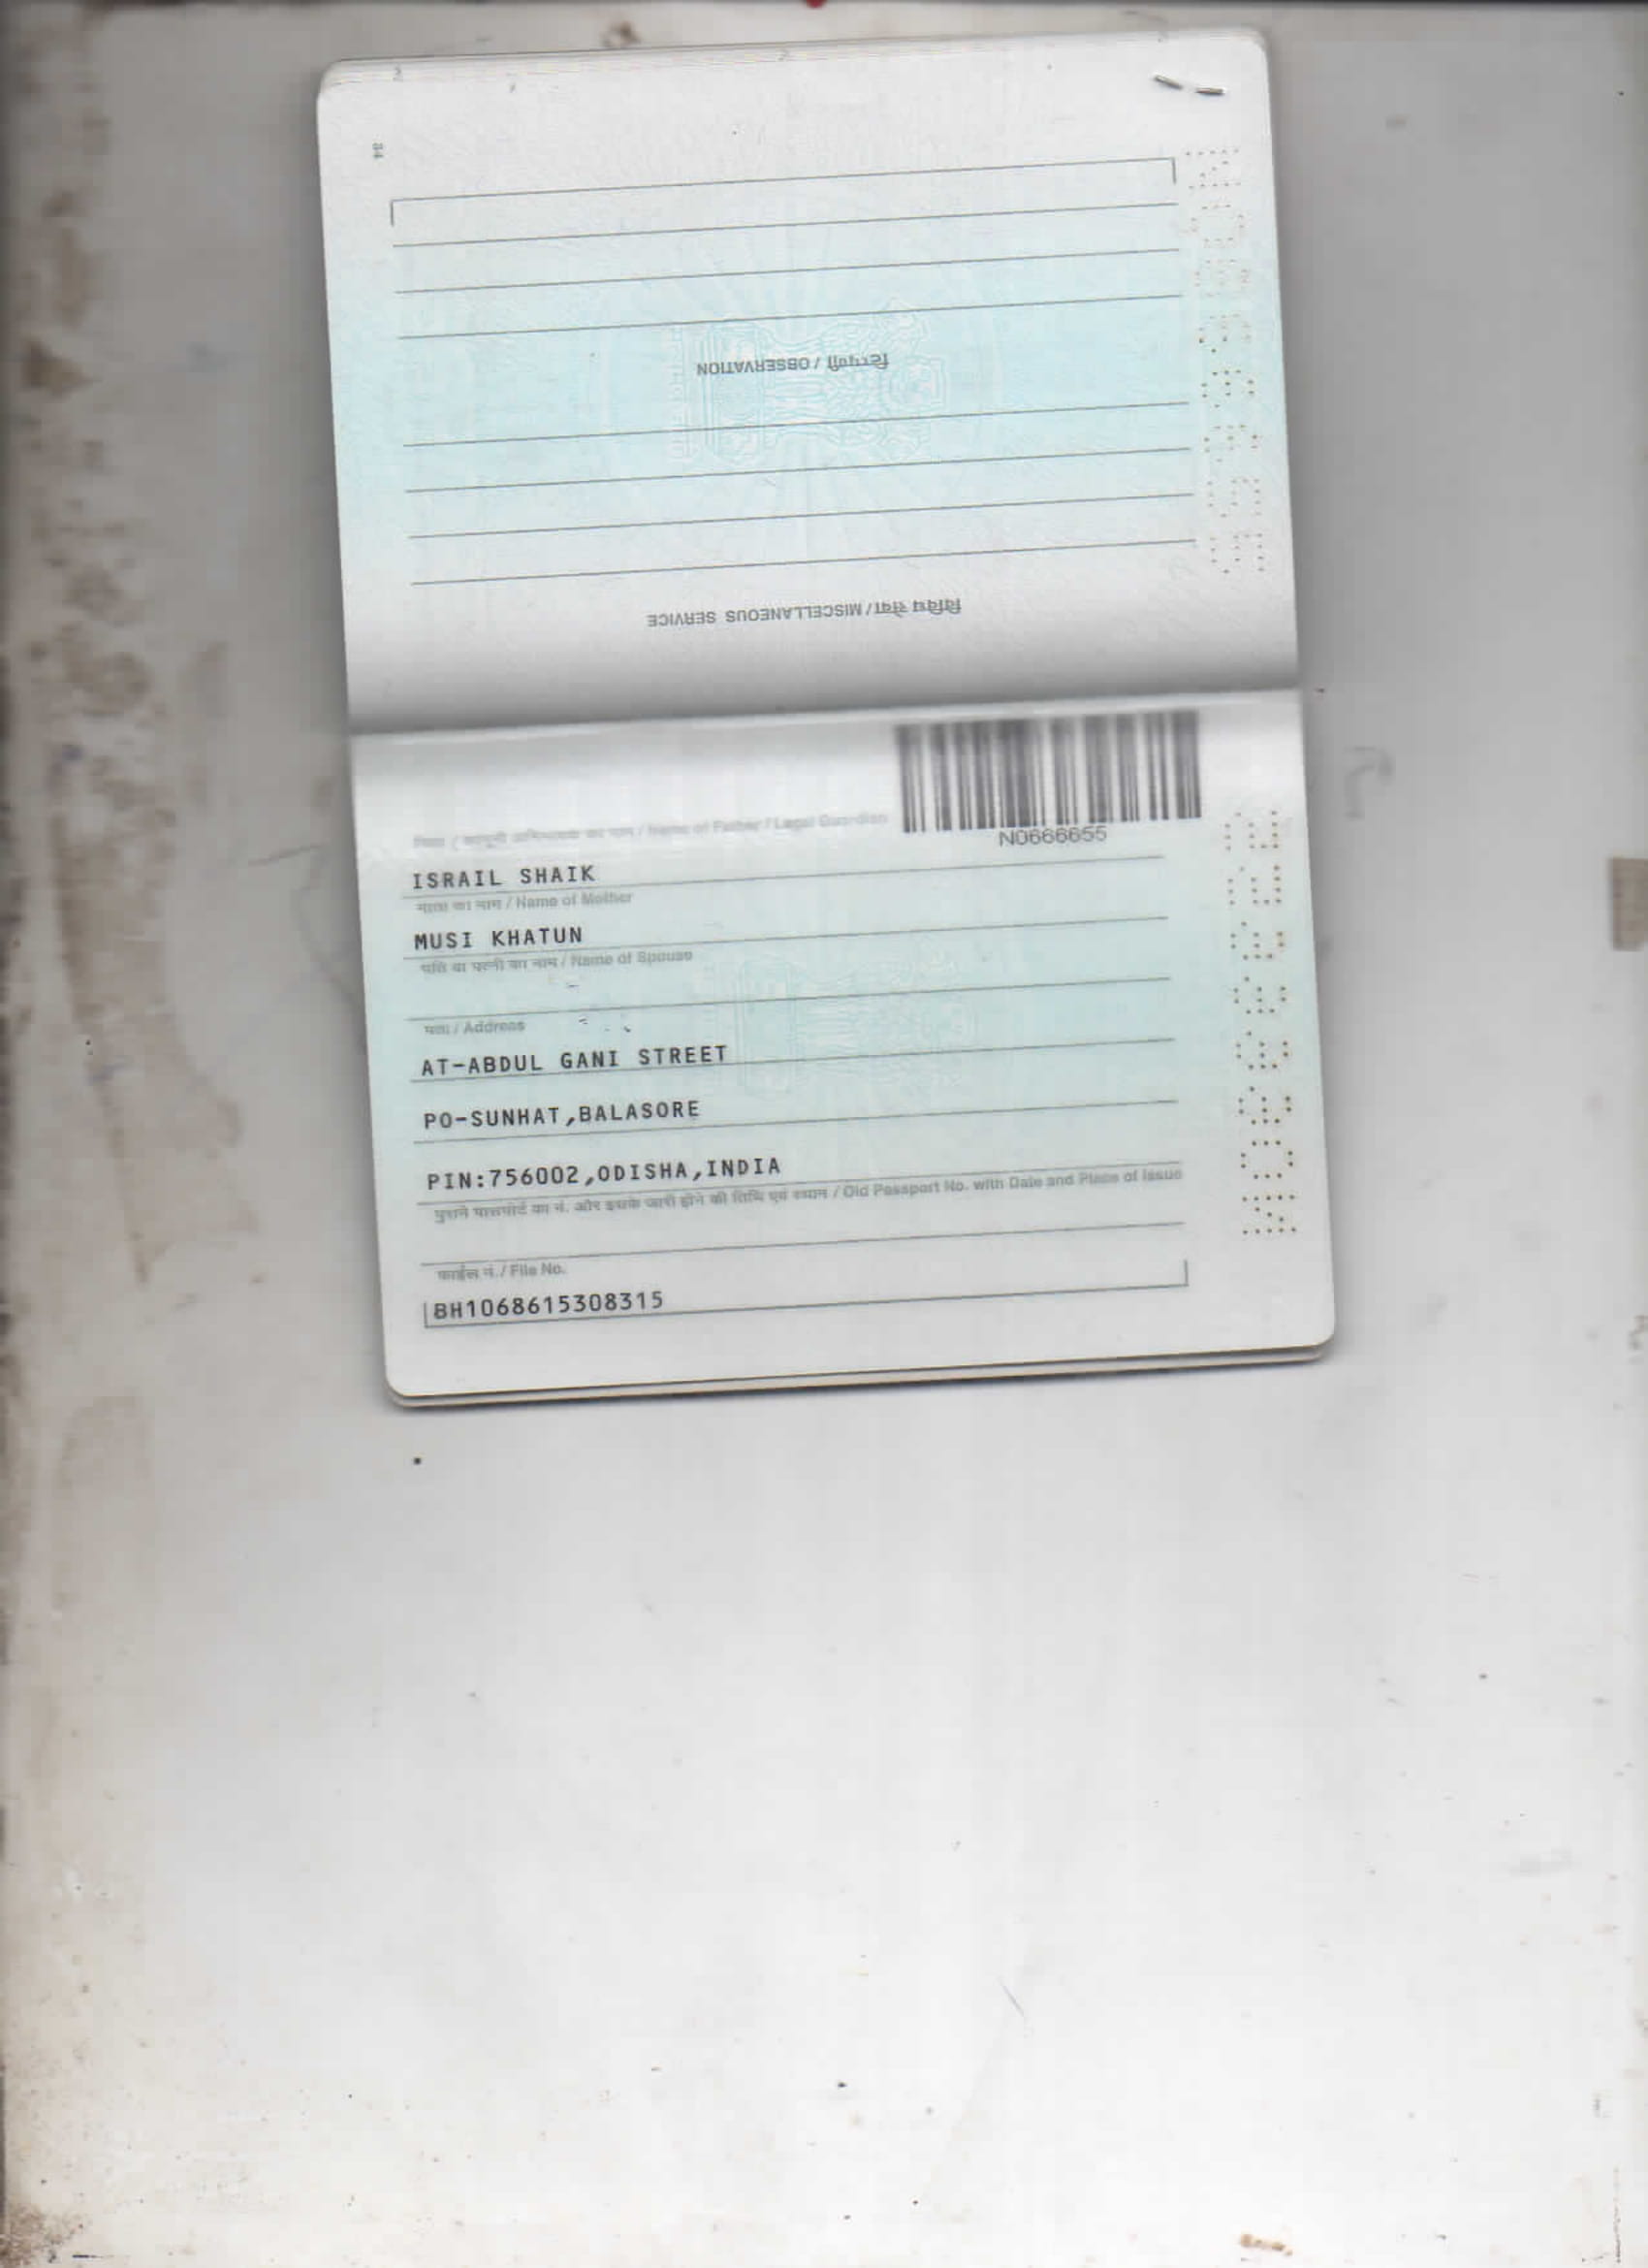 34
टिप्पणी / OBSERVATION
विविध सेवा / MISCELLANEOUS SERVICE
N0666655
पिता / कानूनी अभिभावक का नाम / Name of Father / Legal Guardian
ISRAIL SHAIK
माता का नाम / Name of Mother
MUSI KHATUN
पति या पत्नी का नाम / Name of Spouse
पता / Address
AT-ABDUL GANI STREET
PO-SUNHAT,BALASORE
PIN:756002,ODISHA,INDIA
पुराने पासपोर्ट का नं. और इसके जारी होने की तिथि एवं स्थान / Old Passport No. with Date and Place of Issue
फाईल नं. / File No.
BH1068615308315
N0666655